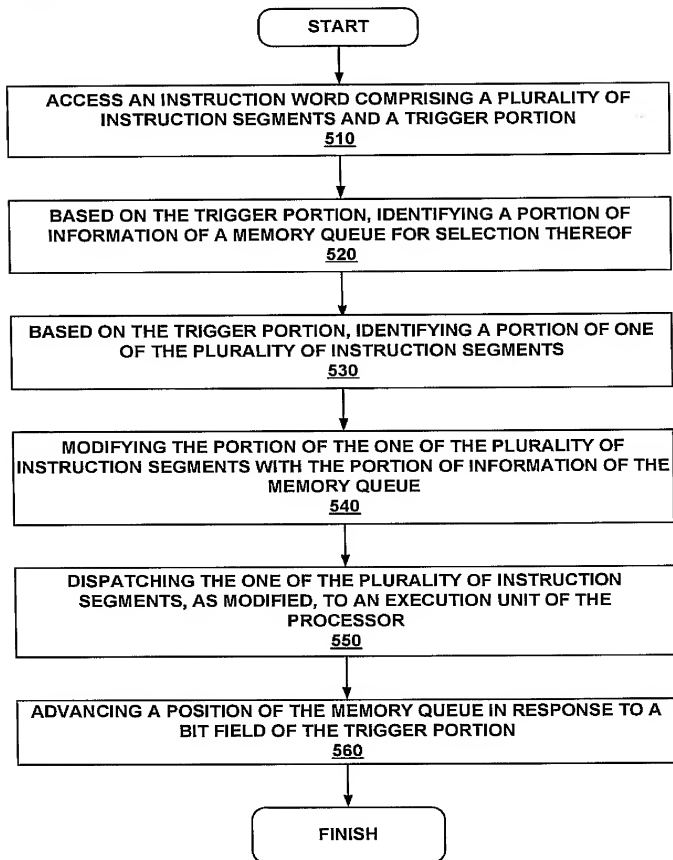 START
ACCESS AN INSTRUCTION WORD COMPRISING A PLURALITY OF
INSTRUCTION SEGMENTS AND A TRIGGER PORTION
510
BASED ON THE TRIGGER PORTION, IDENTIFYING A PORTION OF
INFORMATION OF A MEMORY QUEUE FOR SELECTION THEREOF
520
BASED ON THE TRIGGER PORTION, IDENTIFYING A PORTION OF ONE
OF THE PLURALITY OF INSTRUCTION SEGMENTS
530
MODIFYING THE PORTION OF THE ONE OF THE PLURALITY OF
INSTRUCTION SEGMENTS WITH THE PORTION OF INFORMATION OF THE
MEMORY QUEUE
540
DISPATCHING THE ONE OF THE PLURALITY OF INSTRUCTION
SEGMENTS, AS MODIFIED, TO AN EXECUTION UNIT OF THE
PROCESSOR
550
ADVANCING A POSITION OF THE MEMORY QUEUE IN RESPONSE TO A
BIT FIELD OF THE TRIGGER PORTION
560
FINISH